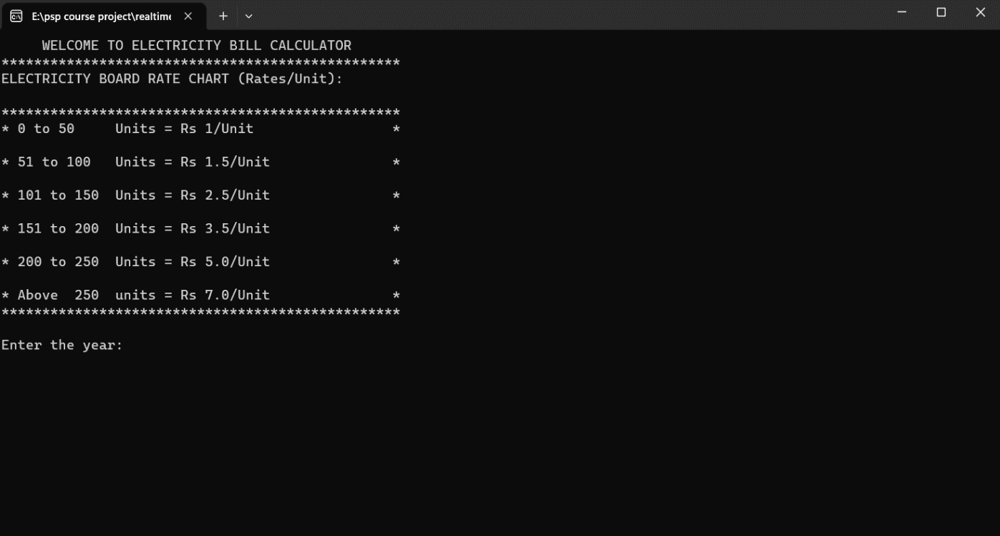 E:\psp course project\realtime
WELCOME TO ELECTRICITY BILL CALCULATOR
*************************************************
ELECTRICITY BOARD RATE CHART (Rates/Unit):
*************************************************
* 0 to 50     Units = Rs 1/Unit                 *
* 51 to 100   Units = Rs 1.5/Unit               *
* 101 to 150  Units = Rs 2.5/Unit               *
* 151 to 200  Units = Rs 3.5/Unit               *
* 200 to 250  Units = Rs 5.0/Unit               *
* Above  250  units = Rs 7.0/Unit               *
*************************************************
Enter the year: